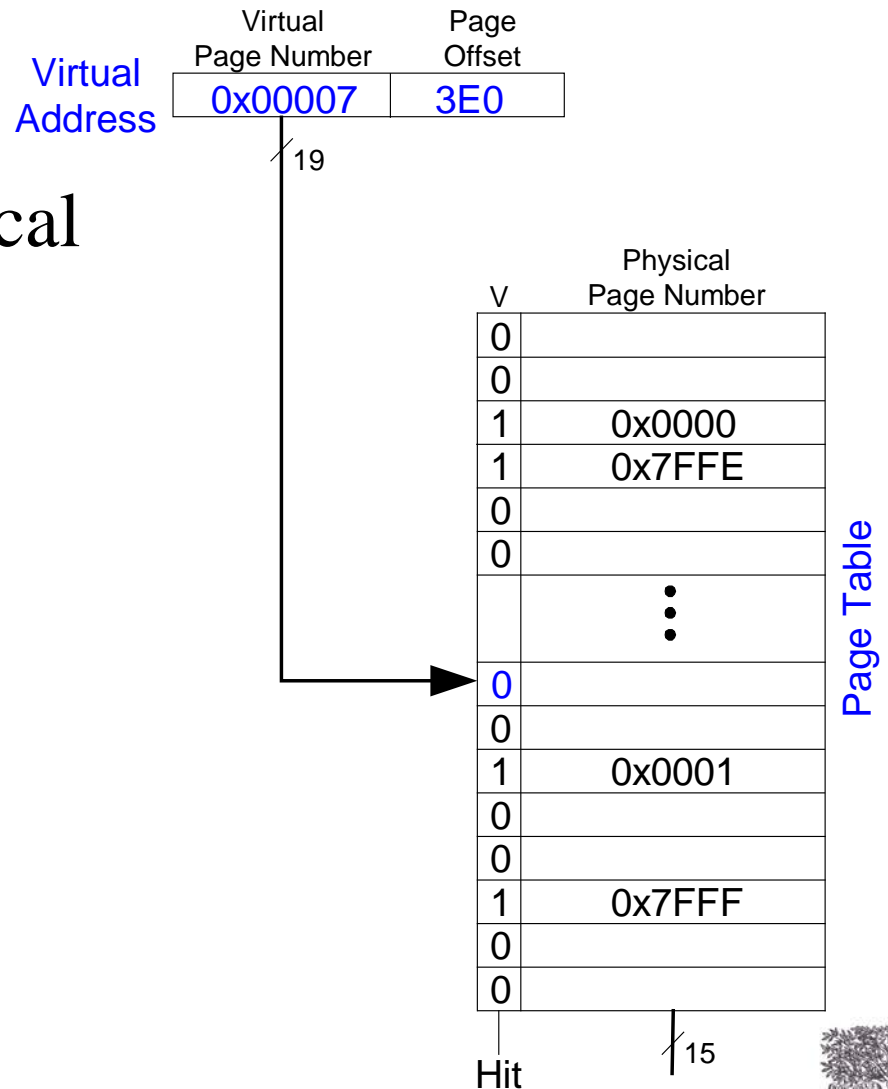 Virtual
Page Number
Page
Offset
Virtual
Address
0x00007 3E0
19
cal
Physical
Page Number
V
0
0
1 0x0000
1 0x7FFE
0
0
0
0
1 0x0001
0
0
1 0x7FFF
0
0
Page Table
Hit
15